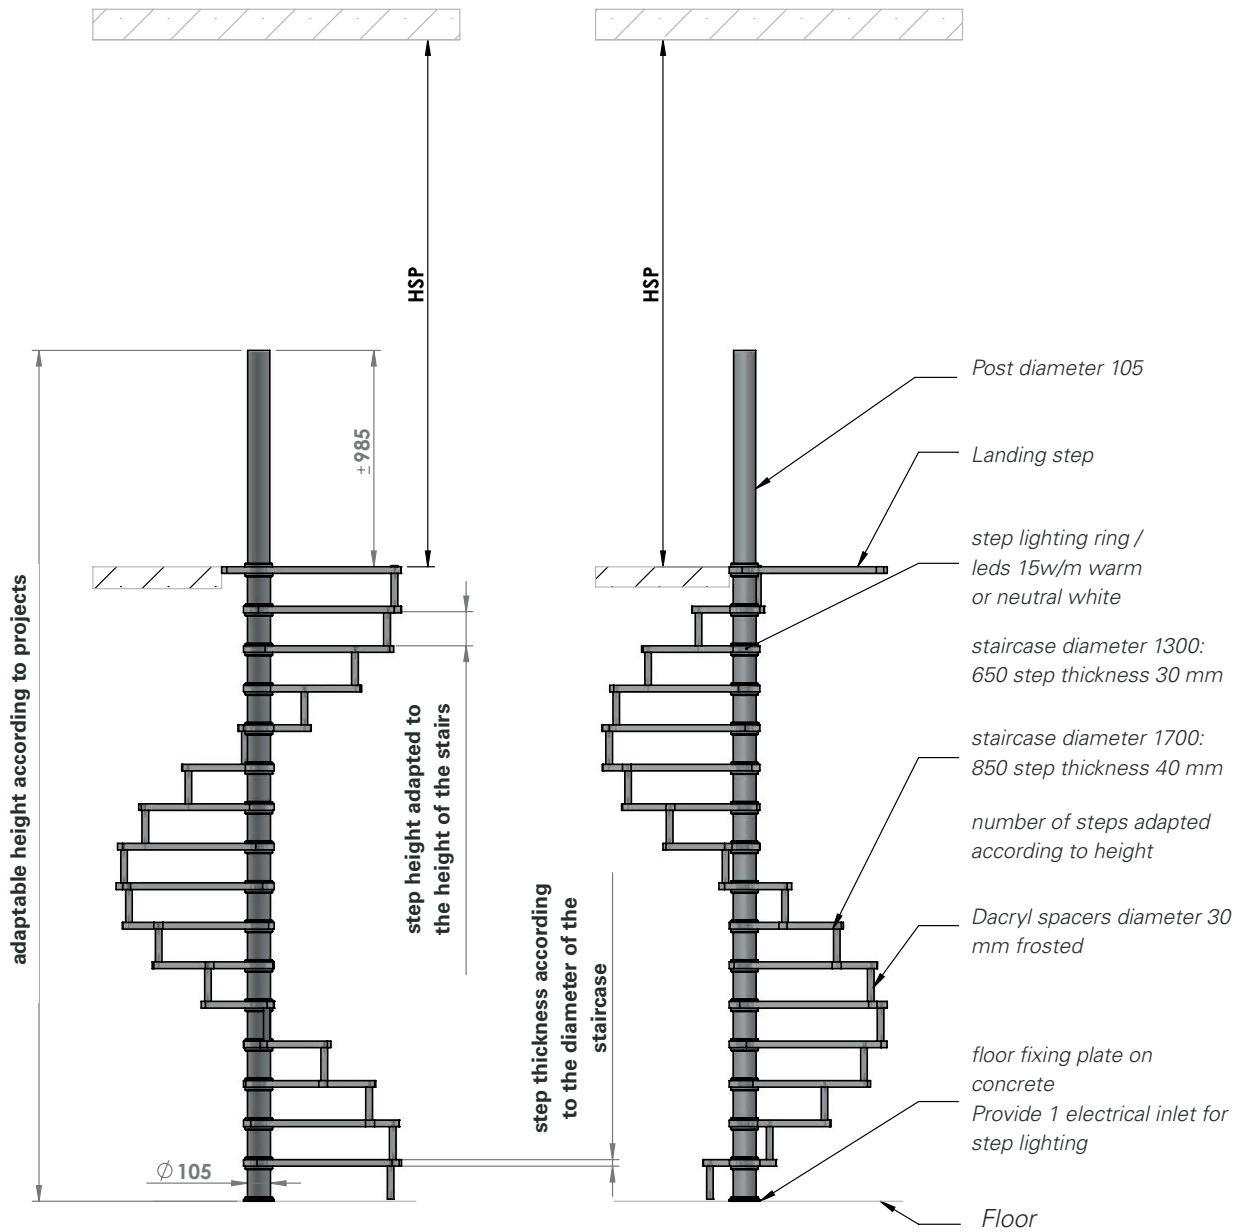 HSP
HSP
±985
Post diameter 105
Landing step
step lighting ring /
leds 15w/m warm
or neutral white
staircase diameter 1300:
650 step thickness 30 mm
staircase diameter 1700:
850 step thickness 40 mm
number of steps adapted
according to height
Dacryl spacers diameter 30
mm frosted
floor fixing plate on
concrete
Provide 1 electrical inlet for
step lighting
Floor
adaptable height according to projects
step height adapted to
the height of the stairs
step thickness according
to the diameter of the
staircase
∅ 105